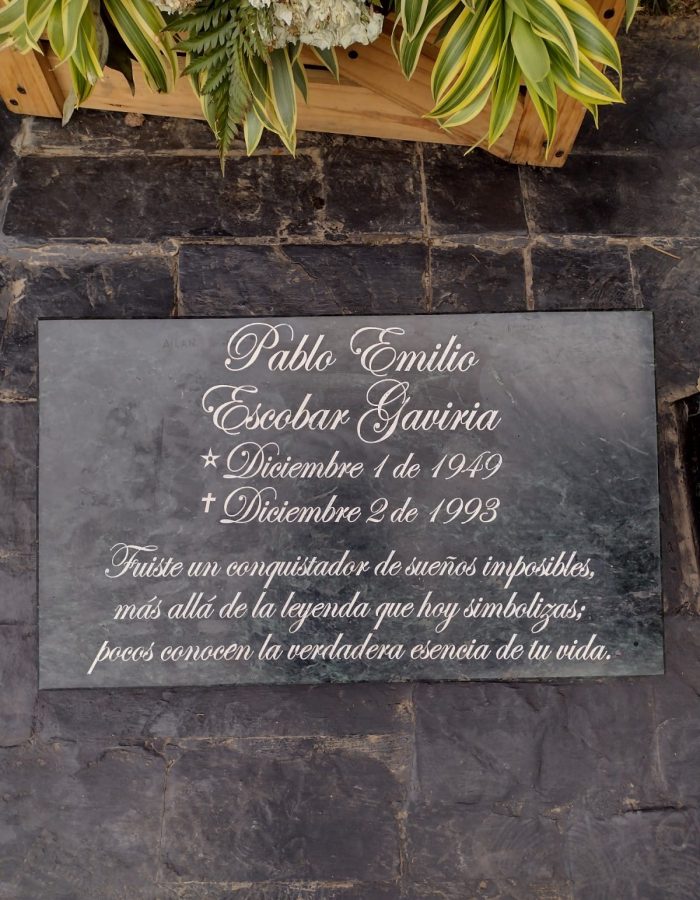 Pablo Emilio
Escobar Gaviria
Diciembre 1 de 1949
Diciembre 2 de 1993
Fuiste un conquistador de sueños imposibles,
más allá de la leyenda que hoy simbolizas;
pocos conocen la verdadera esencia de tu vida.